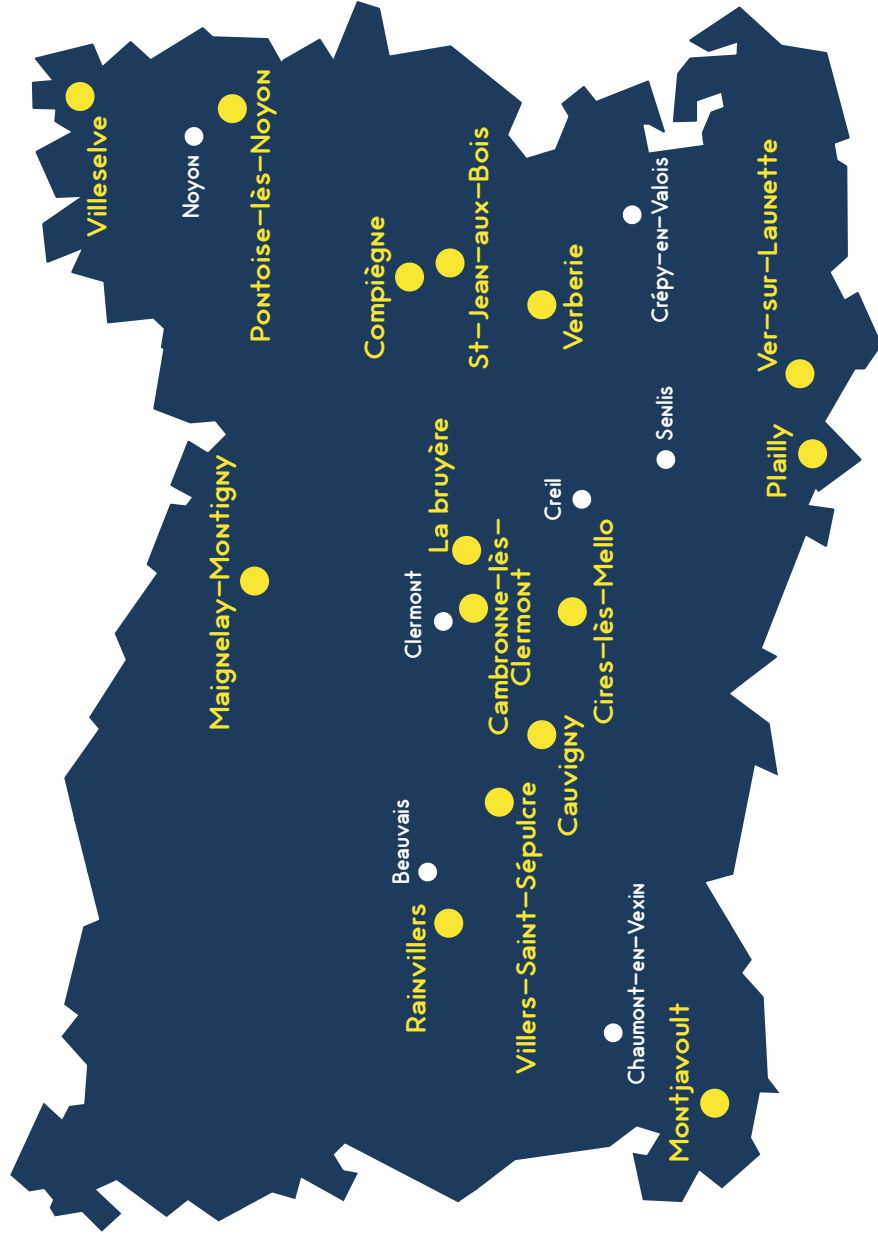 Villeselve
Noyon
Pontoise-lès-Noyon
Maignelay-Montigny
Compiègne
St-Jean-aux-Bois
Beauvais
Clermont
La bruyère
Rainvillers
Cambronne-lès-
Clermont
Villers-Saint-Sépulcre
Cauvigny
Creil
Verberie
Cires-lès-Mello
Chaumont-en-Vexin
Senlis
Crépy-en-Valois
Montjavoult
Plailly
Ver-sur-Launette